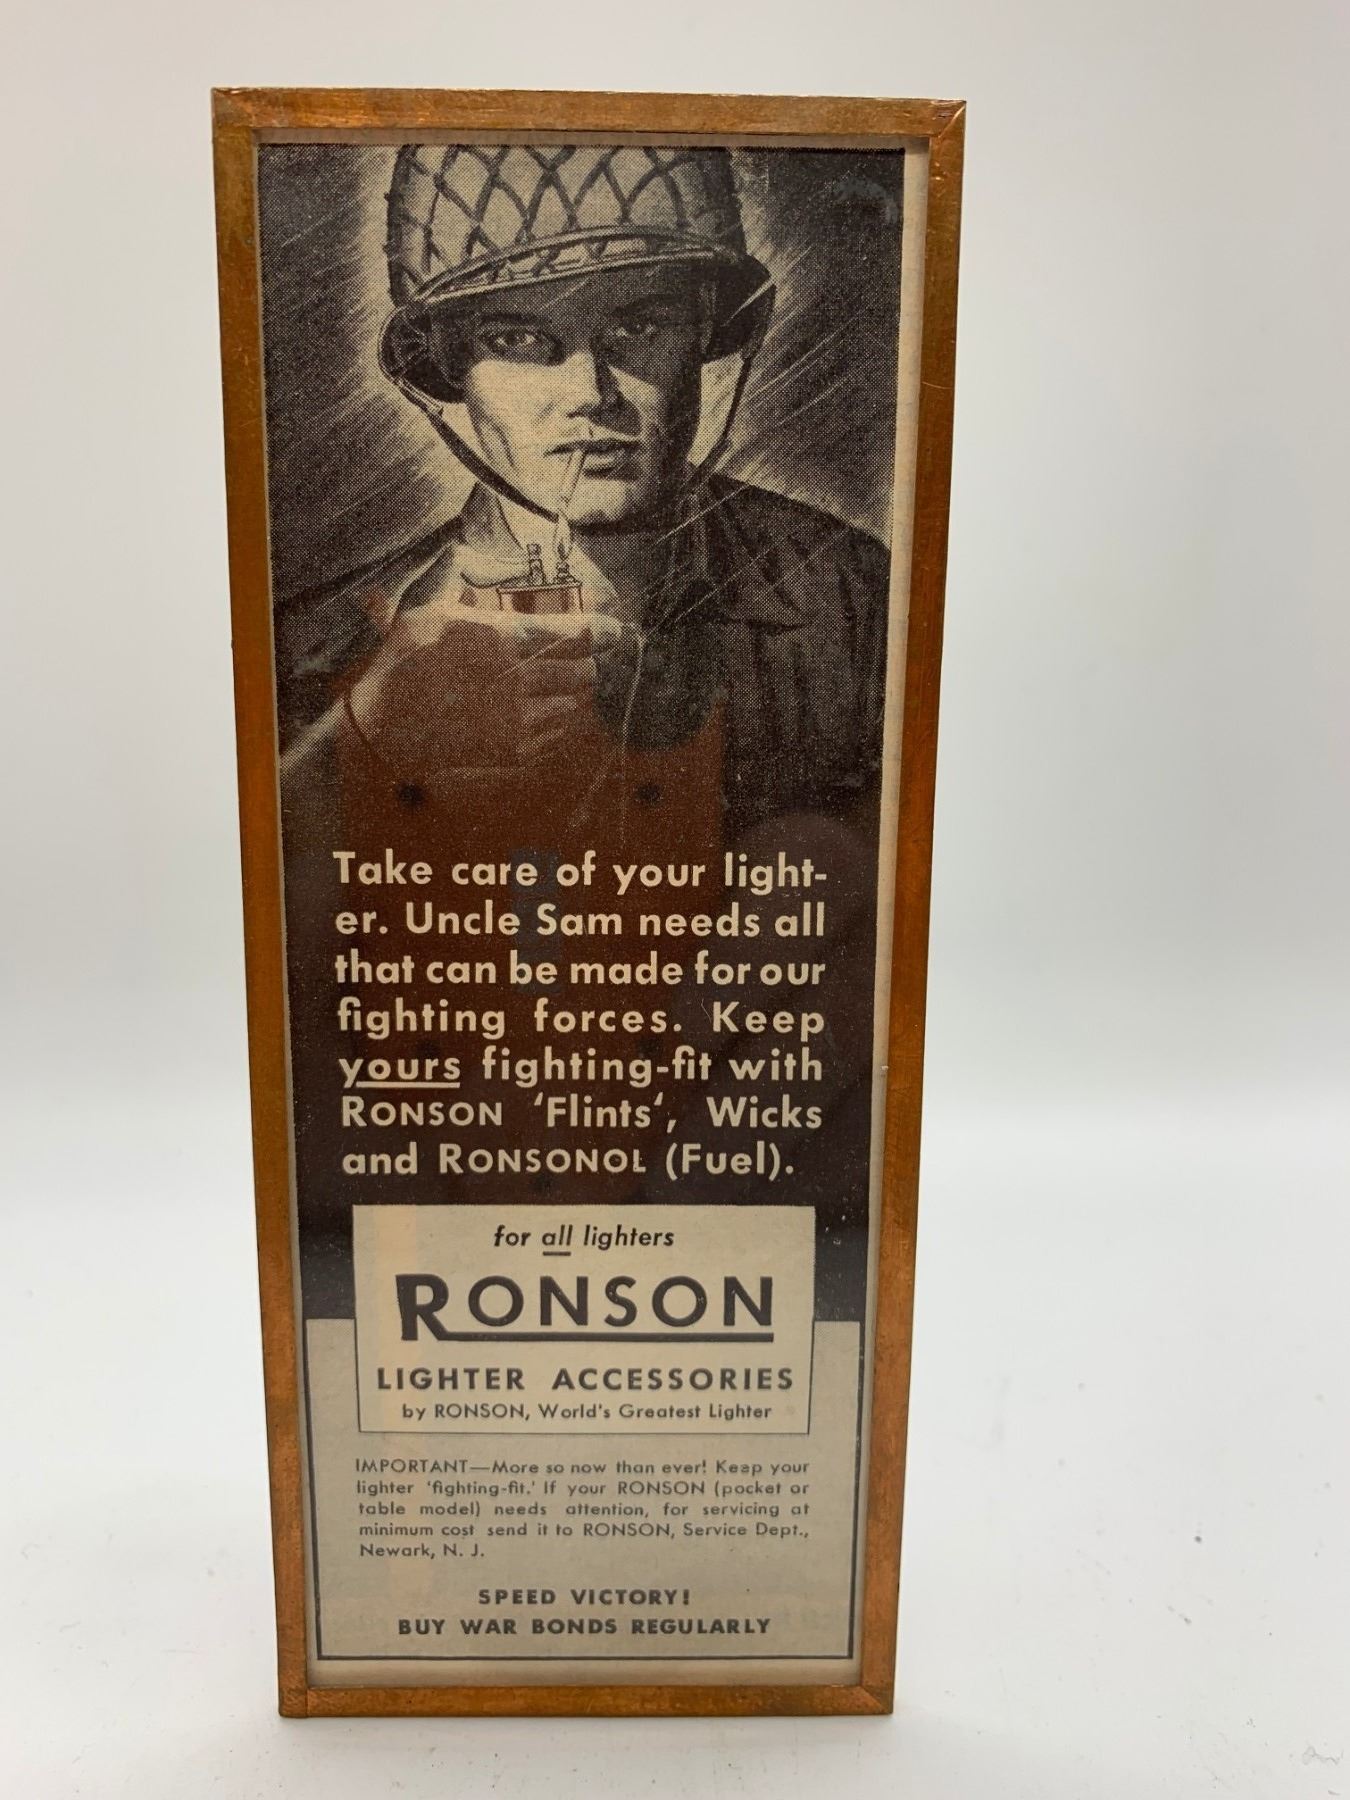 Take care of your light-
er. Uncle Sam needs all
that can be made for our
fighting forces. Keep
yours fighting-fit with
RONSON 'Flints', Wicks
and RONSONOL (Fuel).
for all lighters
RONSON
LIGHTER ACCESSORIES
by RONSON, World's Greatest Lighter
IMPORTANT—More so now than ever! Keep your
lighter 'fighting-fit.' If your RONSON (pocket or
table model) needs attention, for servicing at
minimum cost send it to RONSON, Service Dept.,
Newark, N. J.
SPEED VICTORY!
BUY WAR BONDS REGULARLY